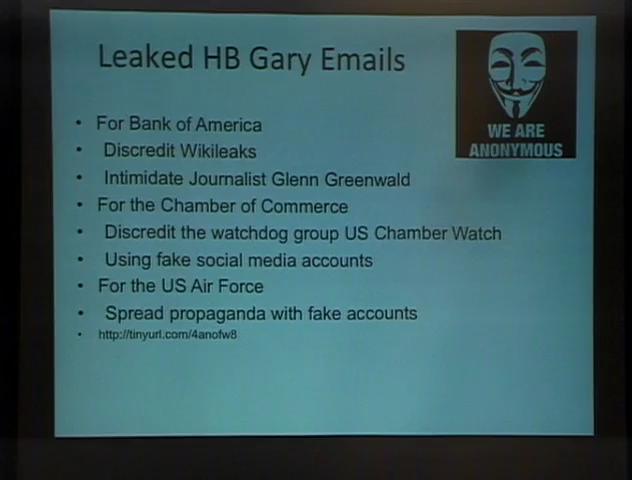 Leaked HB Gary Emails
WE ARE
ANONYMOUS
• For Bank of America
• Discredit Wikileaks
• Intimidate Journalist Glenn Greenwald
• For the Chamber of Commerce
• Discredit the watchdog group US Chamber Watch
• Using fake social media accounts
• For the US Air Force
• Spread propaganda with fake accounts
• http://tinyurl.com/4anofw8